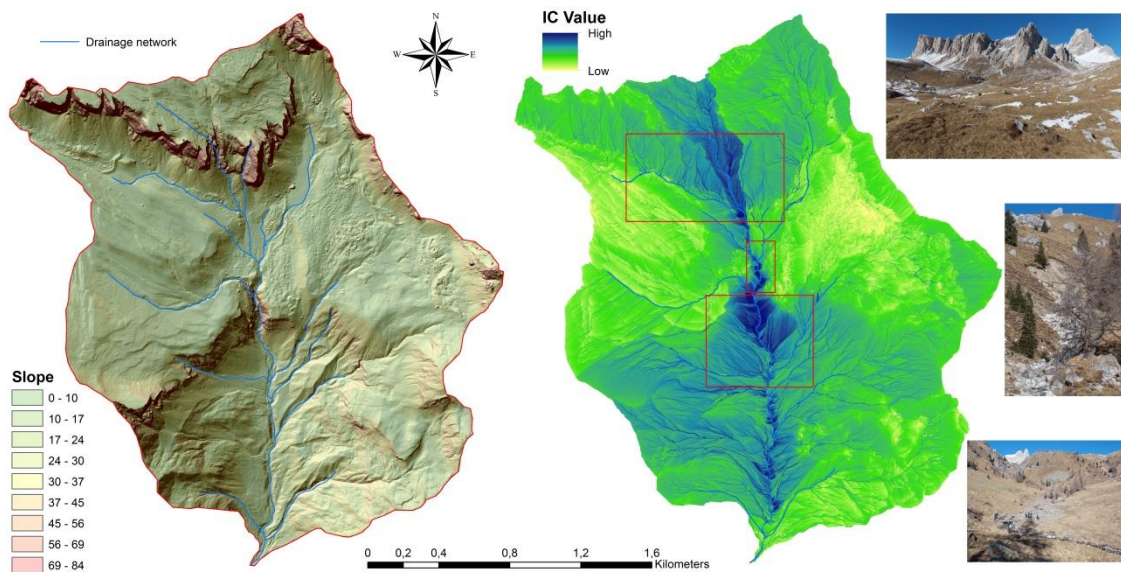 Drainage network
N
W
E
S
IC Value
High
Low
Slope
0 - 10
10 - 17
17 - 24
24 - 30
30 - 37
37 - 45
45 - 56
56 - 69
69 - 84
0 0,2 0,4 0,8 1,2 1,6
Kilometers